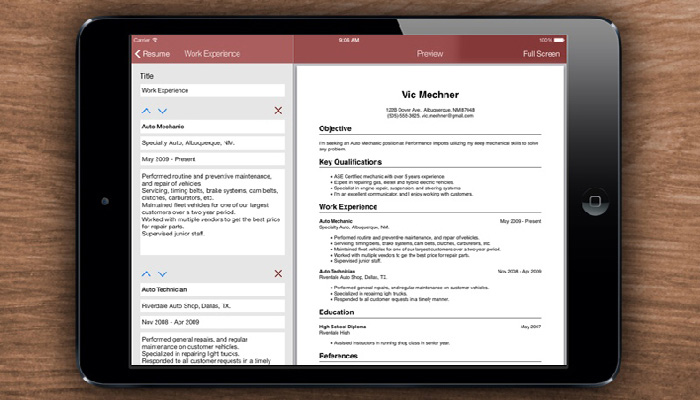 Carrier 9:06 AM 100%
Resume Work Experience Preview Full Screen
Title
Work Experience
Auto Mechanic
Specialty Auto, Albuquerque, NM.
May 2009 - Present
Performed routine and preventive maintenance,
and repair of vehicles
Servicing, timing belts, brake systems, cam belts,
clutches, carburetors, etc.
Maintained fleet vehicles for one of our largest
customers over a two year period.
Worked with multiple vendors to get the best price
for repair parts.
Supervised junior staff.
Auto Technician
Riverdale Auto Shop, Dallas, TX.
Nov 2008 - Apr 2009
Performed general repairs, and regular
maintenance on customer vehicles.
Specialized in repairing light trucks.
Responded to all customer requests in a timely
Vic Mechner
Dover Ave, Albuquerque, NM
(505) vic.mechner@gmail.com
Objective
I'm seeking an Auto Mechanic position at Performance Imports utilizing my keen mechanical skills to solve
any problem.
Key Qualifications
ASE Certified mechanic with over 5 years experience
Expert in repairing gas, diesel and hybrid electric vehicles.
Specialist in engine repair, suspension and steering systems
I'm an excellent communicator, and I enjoy working with customers.
Work Experience
Auto Mechanic May 2009 - Present
Specialty Auto, Albuquerque, NM.
Performed routine and preventive maintenance, and repair of vehicles.
Servicing timing belts, brake systems, cam belts, clutches, carburetors, etc
Maintained fleet vehicles for one of our largest customers over a two year period.
Worked with multiple vendors to get the best price for repair parts.
Supervised junior staff.
Auto Technician Nov 2008 - Apr 2009
Riverdale Auto Shop, Dallas, TX.
Performed general repairs, and regular maintenance on customer vehicles.
Specialized in repairing light trucks.
Responded to all customer requests in a timely manner.
Education
High School Diploma May 2007
Riverdale High
Assisted instructors in running shop class in senior year.
References